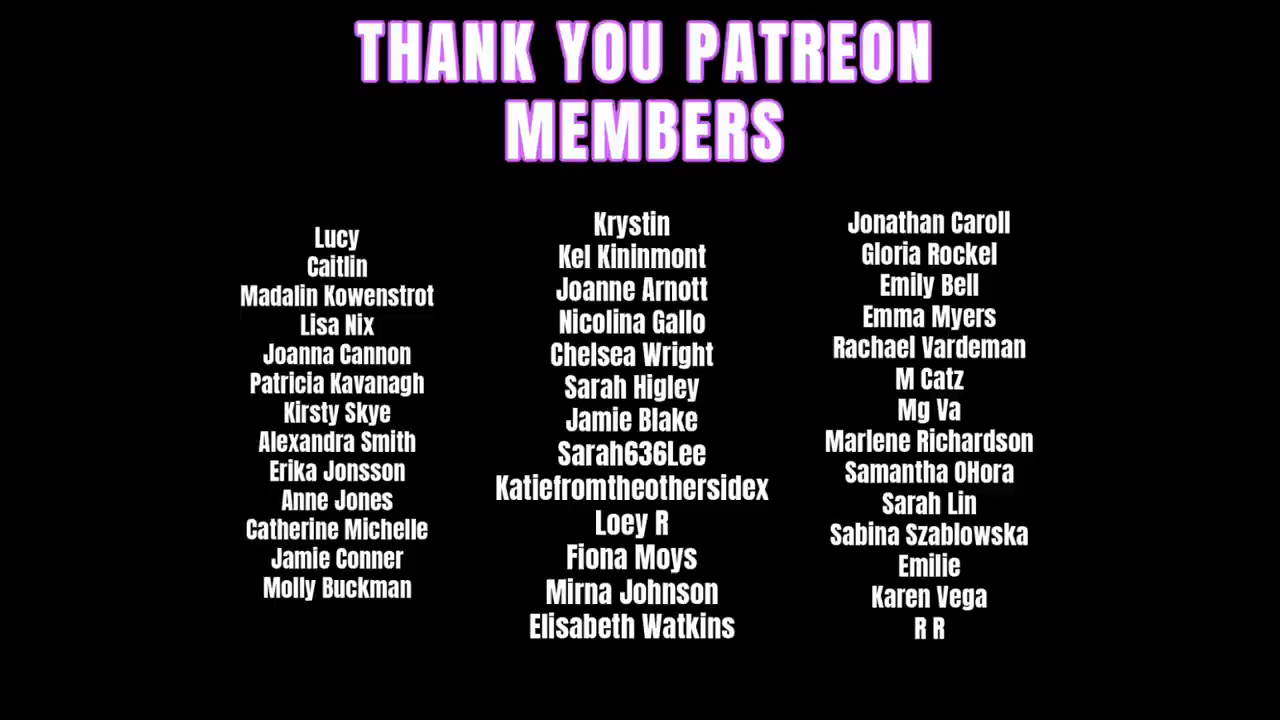 THANK YOU PATREON
MEMBERS
Lucy
Caitlin
Madalin Kowenstrot
Lisa Nix
Joanna Cannon
Patricia Kavanagh
Kirsty Skye
Alexandra Smith
Erika Jonsson
Anne Jones
Catherine Michelle
Jamie Conner
Molly Buckman
Krystin
Kel Kininmont
Joanne Arnott
Nicolina Gallo
Chelsea Wright
Sarah Higley
Jamie Blake
Sarah636Lee
Katiefromtheothersidex
Loey R
Fiona Moys
Mirna Johnson
Elisabeth Watkins
Jonathan Caroll
Gloria Rockel
Emily Bell
Emma Myers
Rachael Vardeman
M Catz
Mg Va
Marlene Richardson
Samantha OHora
Sarah Lin
Sabina Szablowska
Emilie
Karen Vega
R R